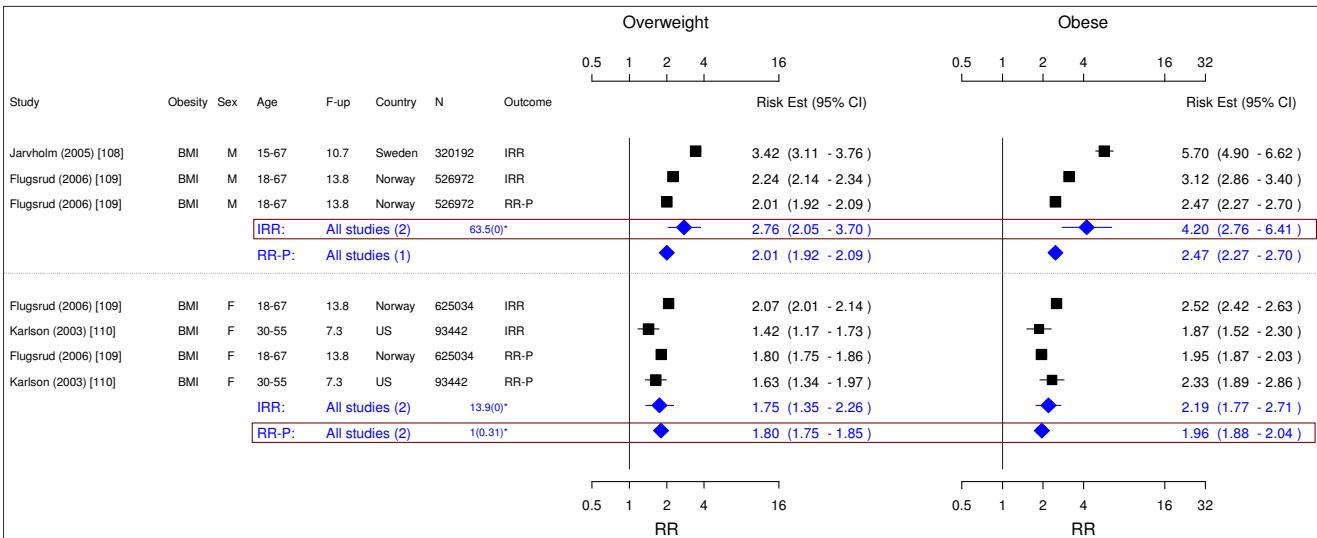 Overweight Obese
0.5 1 2 4 16 0.5 1 2 4 16 32
Study Obesity Sex Age F-up Country N Outcome Risk Est (95% CI) Risk Est (95% CI)
Jarvholm (2005) [108] BMI M 15-67 10.7 Sweden 320192 IRR 3.42 (3.11 - 3.76 ) 5.70 (4.90 - 6.62 )
Flugsrud (2006) [109] BMI M 18-67 13.8 Norway 526972 IRR 2.24 (2.14 - 2.34 ) 3.12 (2.86 - 3.40 )
Flugsrud (2006) [109] BMI M 18-67 13.8 Norway 526972 RR-P 2.01 (1.92 - 2.09 ) 2.47 (2.27 - 2.70 )
IRR: All studies (2) 63.5(0)* 2.76 (2.05 - 3.70 ) 4.20 (2.76 - 6.41 )
RR-P: All studies (1) 2.01 (1.92 - 2.09 ) 2.47 (2.27 - 2.70 )
Flugsrud (2006) [109] BMI F 18-67 13.8 Norway 625034 IRR 2.07 (2.01 - 2.14 ) 2.52 (2.42 - 2.63 )
Karlson (2003) [110] BMI F 30-55 7.3 US 93442 IRR 1.42 (1.17 - 1.73 ) 1.87 (1.52 - 2.30 )
Flugsrud (2006) [109] BMI F 18-67 13.8 Norway 625034 RR-P 1.80 (1.75 - 1.86 ) 1.95 (1.87 - 2.03 )
Karlson (2003) [110] BMI F 30-55 7.3 US 93442 RR-P 1.63 (1.34 - 1.97 ) 2.33 (1.89 - 2.86 )
IRR: All studies (2) 13.9(0)* 1.75 (1.35 - 2.26 ) 2.19 (1.77 - 2.71 )
RR-P: All studies (2) 1(0.31)* 1.80 (1.75 - 1.85 ) 1.96 (1.88 - 2.04 )
0.5 1 2 4 16 0.5 1 2 4 16 32
RR RR